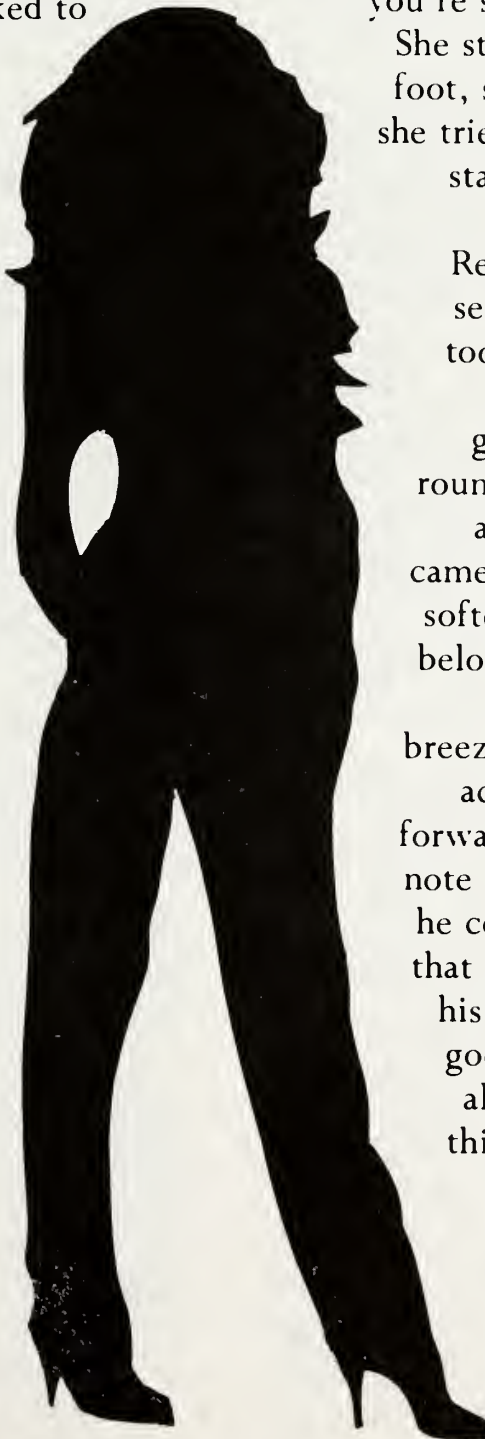 ked to
you're s
She st
foot, s
she trie
sta
Re
se
too
g
roun
a
came
softe
belo
breez
ac
forwa
note
he co
that
his
goo
al
thi